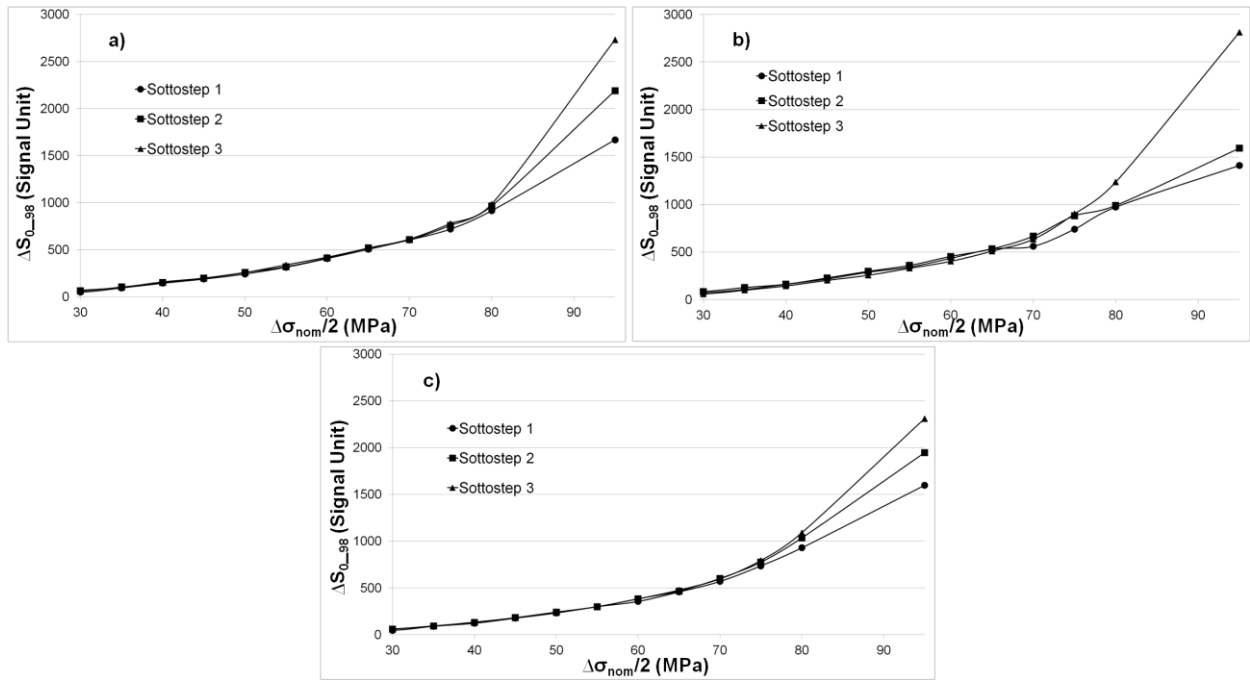 a)
ΔS0_98 (Signal Unit)
3000
2500
2000
1500
1000
500
0
Sottostep 1
Sottostep 2
Sottostep 3
30 40 50 60 70 80 90
Δσnom/2 (MPa)
b)
ΔS0_98 (Signal Unit)
3000
2500
2000
1500
1000
500
0
Sottostep 1
Sottostep 2
Sottostep 3
30 40 50 60 70 80 90
Δσnom/2 (MPa)
c)
ΔS0_98 (Signal Unit)
3000
2500
2000
1500
1000
500
0
Sottostep 1
Sottostep 2
Sottostep 3
30 40 50 60 70 80 90
Δσnom/2 (MPa)